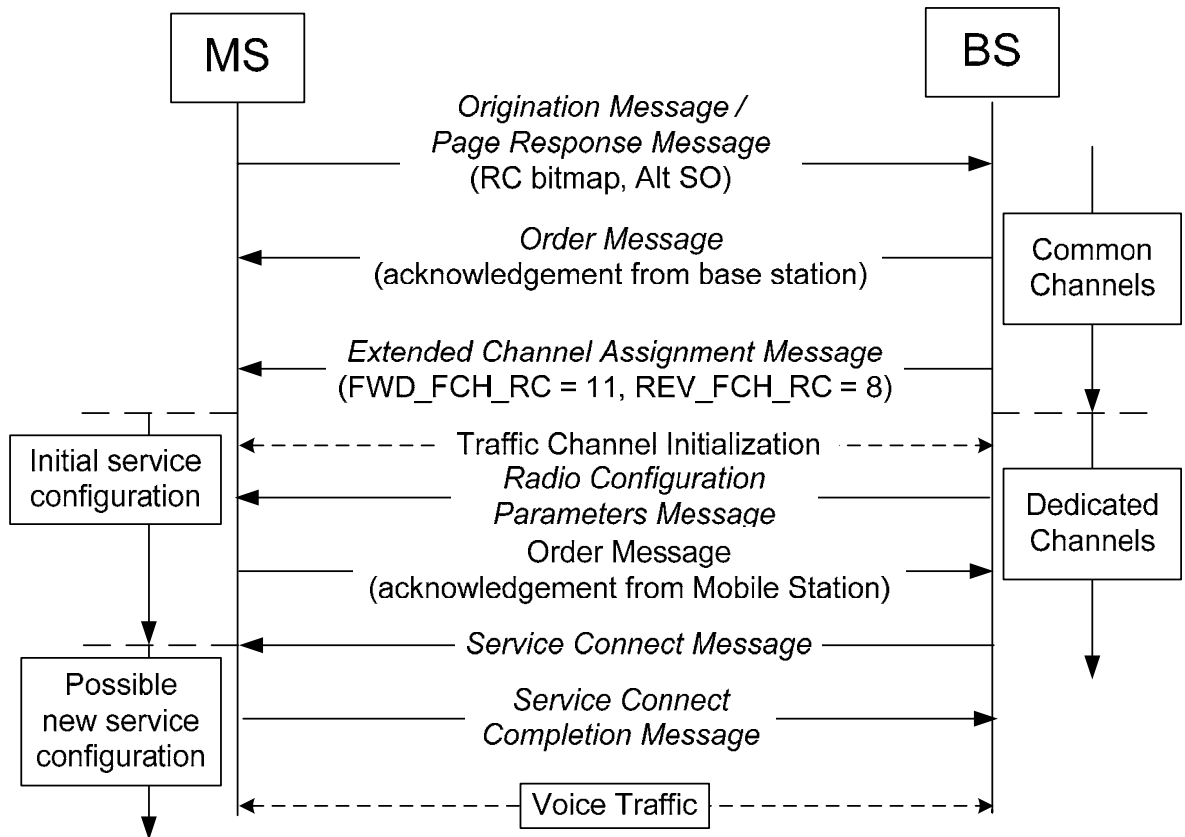 MS
BS
Origination Message /
Page Response Message
(RC bitmap, Alt SO)
Order Message
(acknowledgement from base station)
Common
Channels
Extended Channel Assignment Message
(FWD_FCH_RC = 11, REV_FCH_RC = 8)
Traffic Channel Initialization
Initial service
configuration
Radio Configuration
Parameters Message
Dedicated
Channels
Order Message
(acknowledgement from Mobile Station)
Service Connect Message
Possible
new service
configuration
Service Connect
Completion Message
Voice Traffic